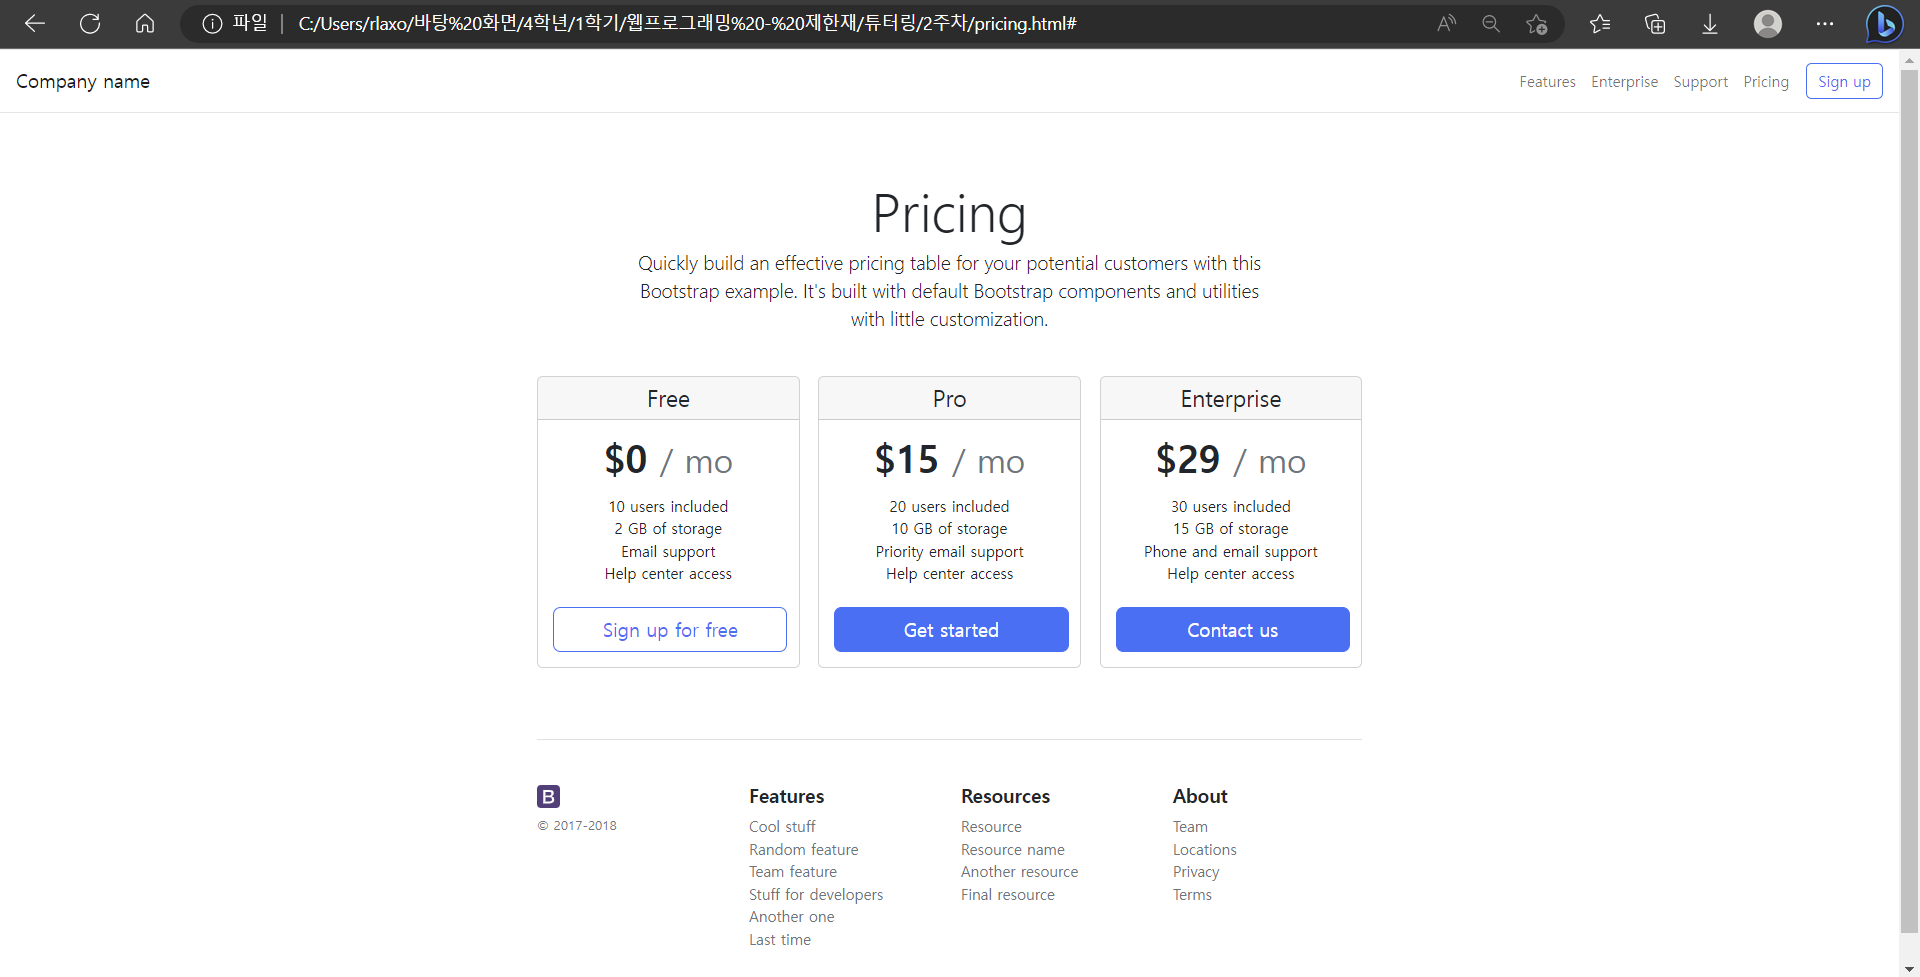 파일 | C:/Users/rlaxo/바탕%20화면/4학년/1학기/웹프로그래밍%20-%20제한재/튜터링/2주차/pricing.html#
Company name
Features Enterprise Support Pricing Sign up
Pricing
Quickly build an effective pricing table for your potential customers with this
Bootstrap example. It's built with default Bootstrap components and utilities
with little customization.
Free
$0 / mo
10 users included
2 GB of storage
Email support
Help center access
Sign up for free
Pro
$15 / mo
20 users included
10 GB of storage
Priority email support
Help center access
Get started
Enterprise
$29 / mo
30 users included
15 GB of storage
Phone and email support
Help center access
Contact us
B
© 2017-2018
Features
Cool stuff
Random feature
Team feature
Stuff for developers
Another one
Last time
Resources
Resource
Resource name
Another resource
Final resource
About
Team
Locations
Privacy
Terms